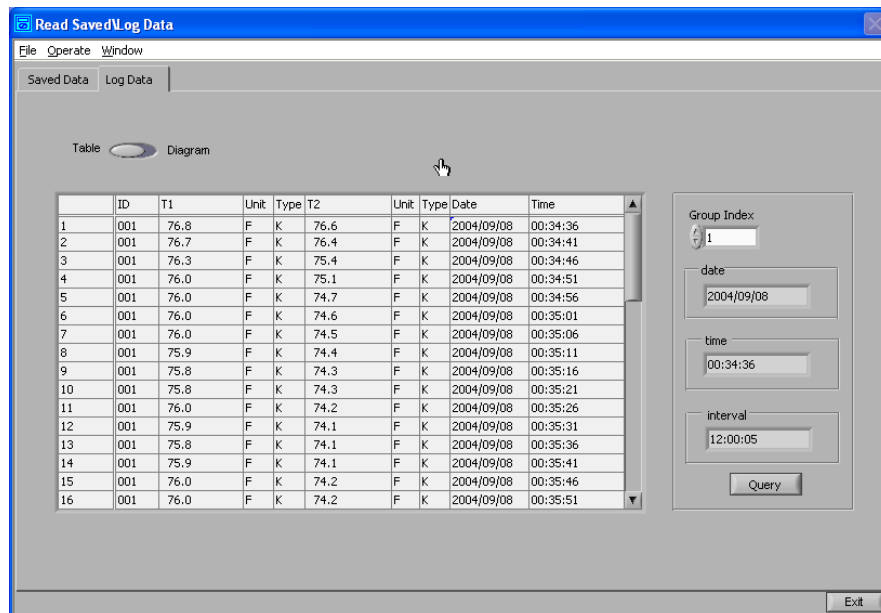 Read Saved\Log Data
File Operate Window
Saved Data Log Data
Table Diagram
ID T1 Unit Type T2 Unit Type Date Time
1 001 76.8 F K 76.6 F K 2004/09/08 00:34:36
2 001 76.7 F K 76.4 F K 2004/09/08 00:34:41
3 001 76.3 F K 75.4 F K 2004/09/08 00:34:46
4 001 76.0 F K 75.1 F K 2004/09/08 00:34:51
5 001 76.0 F K 74.7 F K 2004/09/08 00:34:56
6 001 76.0 F K 74.6 F K 2004/09/08 00:35:01
7 001 76.0 F K 74.5 F K 2004/09/08 00:35:06
8 001 75.9 F K 74.4 F K 2004/09/08 00:35:11
9 001 75.8 F K 74.3 F K 2004/09/08 00:35:16
10 001 75.8 F K 74.3 F K 2004/09/08 00:35:21
11 001 76.0 F K 74.2 F K 2004/09/08 00:35:26
12 001 75.9 F K 74.1 F K 2004/09/08 00:35:31
13 001 75.8 F K 74.1 F K 2004/09/08 00:35:36
14 001 75.9 F K 74.1 F K 2004/09/08 00:35:41
15 001 76.0 F K 74.2 F K 2004/09/08 00:35:46
16 001 76.0 F K 74.2 F K 2004/09/08 00:35:51
Group Index
1
date
2004/09/08
time
00:34:36
interval
12:00:05
Query
Exit